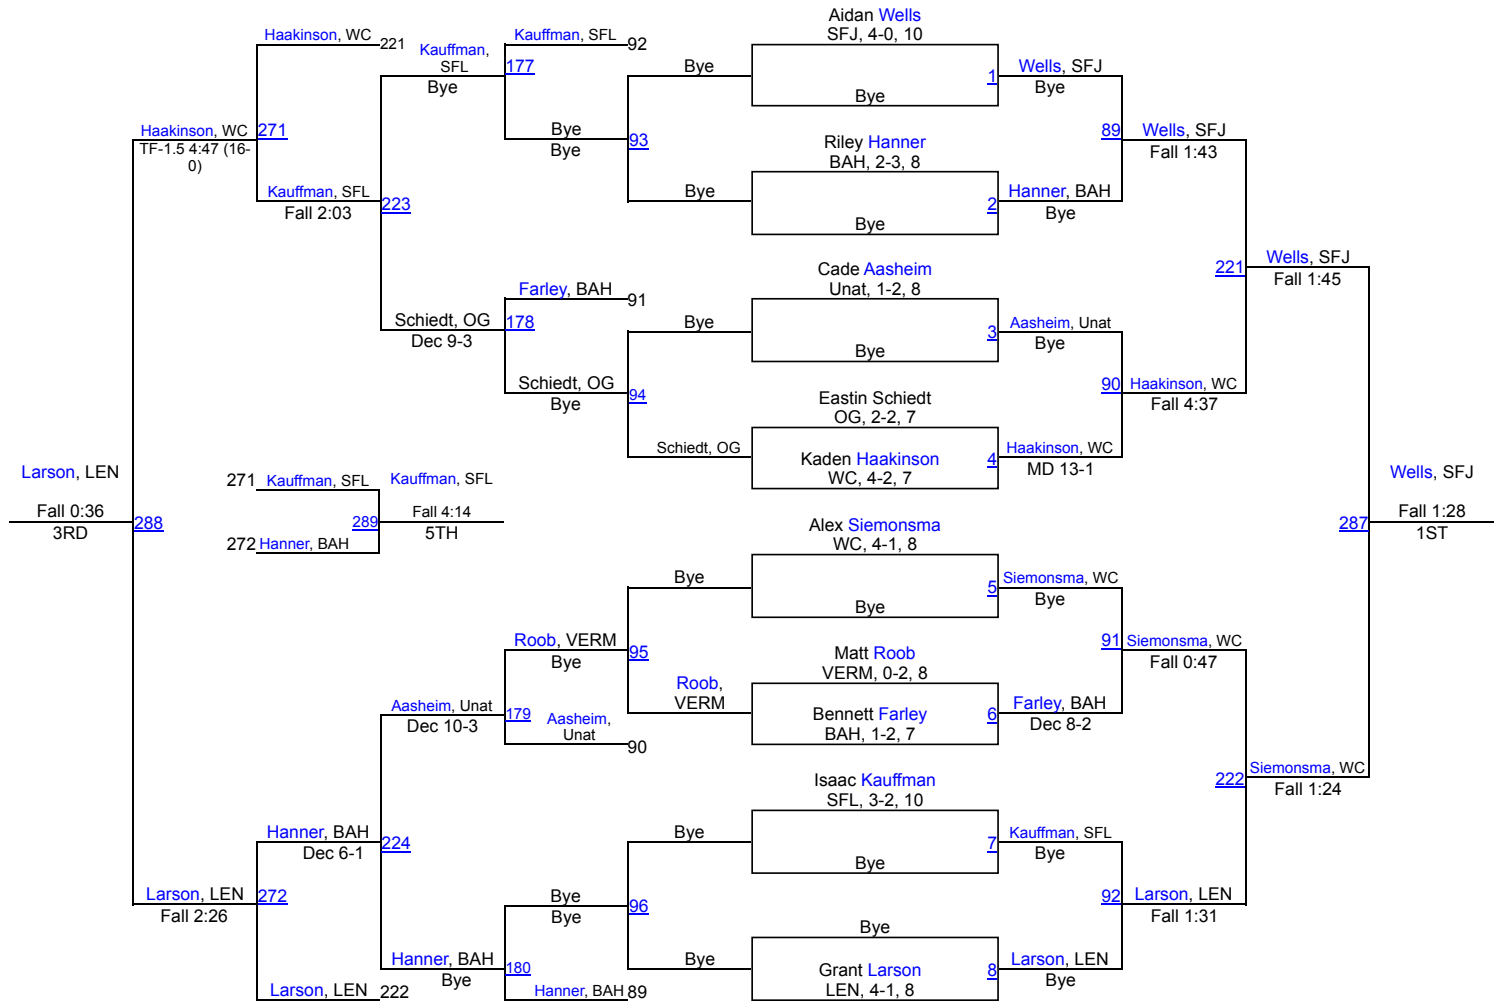 Aidan Wells
SFJ, 4-0, 10
Haakinson, WC
221
Kauffman, SFL
92
Kauffman,
SFL
Bye
177
Bye
1
Wells, SFJ
Bye
Bye
Haakinson, WC
TF-1.5 4:47 (16-
0)
271
Bye
Bye
93
Riley Hanner
BAH, 2-3, 8
89
Wells, SFJ
Fall 1:43
Kauffman, SFL
Fall 2:03
223
Bye
2
Hanner, BAH
Bye
Bye
Cade Aasheim
Unat, 1-2, 8
221
Wells, SFJ
Fall 1:45
Farley, BAH
91
Schiedt, OG
Dec 9-3
178
Bye
3
Aasheim, Unat
Bye
Bye
Schiedt, OG
Bye
94
Eastin Schiedt
OG, 2-2, 7
90
Haakinson, WC
Fall 4:37
Schiedt, OG
Kaden Haakinson
WC, 4-2, 7
4
Haakinson, WC
MD 13-1
Larson, LEN
Fall 0:36
3RD
288
271
Kauffman, SFL
272
Hanner, BAH
289
Kauffman, SFL
Fall 4:14
5TH
Wells, SFJ
Fall 1:28
1ST
287
Alex Siemonsma
WC, 4-1, 8
Bye
5
Siemonsma, WC
Bye
Bye
Roob, VERM
Bye
95
Matt Roob
VERM, 0-2, 8
91
Siemonsma, WC
Fall 0:47
Roob,
VERM
Bennett Farley
BAH, 1-2, 7
6
Farley, BAH
Dec 8-2
Aasheim, Unat
Dec 10-3
179
Aasheim,
Unat
90
Isaac Kauffman
SFL, 3-2, 10
222
Siemonsma, WC
Fall 1:24
Hanner, BAH
Dec 6-1
224
Bye
7
Kauffman, SFL
Bye
Bye
Larson, LEN
Fall 2:26
272
Bye
Bye
96
92
Larson, LEN
Fall 1:31
Bye
Hanner, BAH
Bye
180
Bye
Grant Larson
LEN, 4-1, 8
8
Larson, LEN
Bye
Larson, LEN
222
Hanner, BAH
89